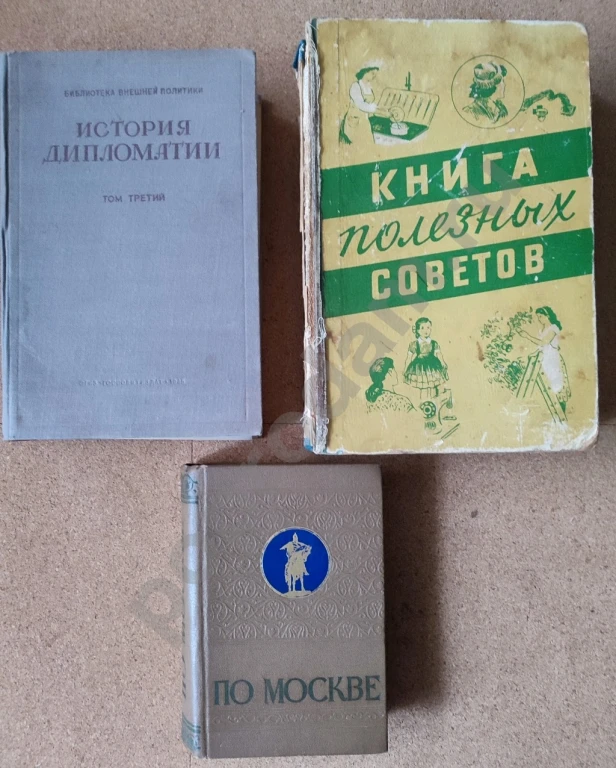 БИБЛИОТЕКА ВНЕШНЕЙ ПОЛИТИКИ
ИСТОРИЯ
ДИПЛОМАТИИ
ТОМ ТРЕТИЙ
КНИГА
полезных
СОВЕТОВ
ПО МОСКВЕ